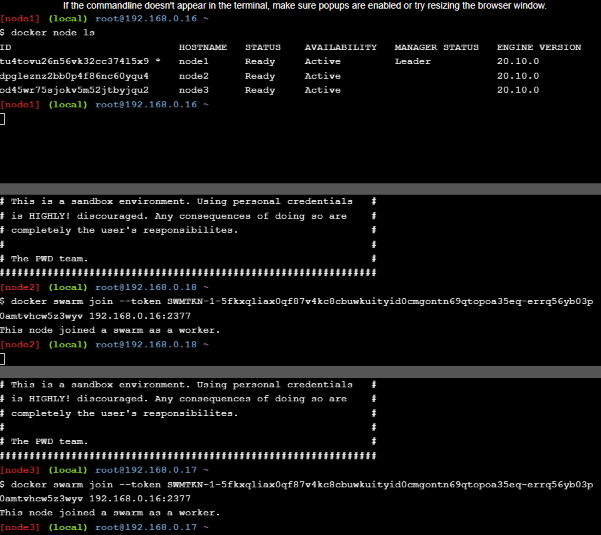 If the commandline doesn't appear in the terminal, make sure popups are enabled or try resizing the browser window.
[node1] (local) root@192.168.0.16 ~
$ docker node ls
ID HOSTNAME STATUS AVAILABILITY MANAGER STATUS ENGINE VERSION
tu4tovu26n56vk32cc37415x9 * node1 Ready Active Leader 20.10.0
dpgleznz2bb0p4f86nc60yqu4 node2 Ready Active 20.10.0
od45wr75sjokv5m52jtbyjqu2 node3 Ready Active 20.10.0
[node1] (local) root@192.168.0.16 ~
# This is a sandbox environment. Using personal credentials #
# is HIGHLY! discouraged. Any consequences of doing so are #
# completely the user's responsibilites. #
# #
# The PWD team. #
###############################################################
[node2] (local) root@192.168.0.18 ~
$ docker swarm join --token SWMTKN-1-5fkxqliax0qf87v4kc8cbuwkuityid0cmgontn69qtopoa35eq-errq56yb03p
0amtvhcw5z3wyv 192.168.0.16:2377
This node joined a swarm as a worker.
[node2] (local) root@192.168.0.18 ~
# This is a sandbox environment. Using personal credentials #
# is HIGHLY! discouraged. Any consequences of doing so are #
# completely the user's responsibilites. #
# #
# The PWD team. #
###############################################################
[node3] (local) root@192.168.0.17 ~
$ docker swarm join --token SWMTKN-1-5fkxqliax0qf87v4kc8cbuwkuityid0cmgontn69qtopoa35eq-errq56yb03p
0amtvhcw5z3wyv 192.168.0.16:2377
This node joined a swarm as a worker.
[node3] (local) root@192.168.0.17 ~